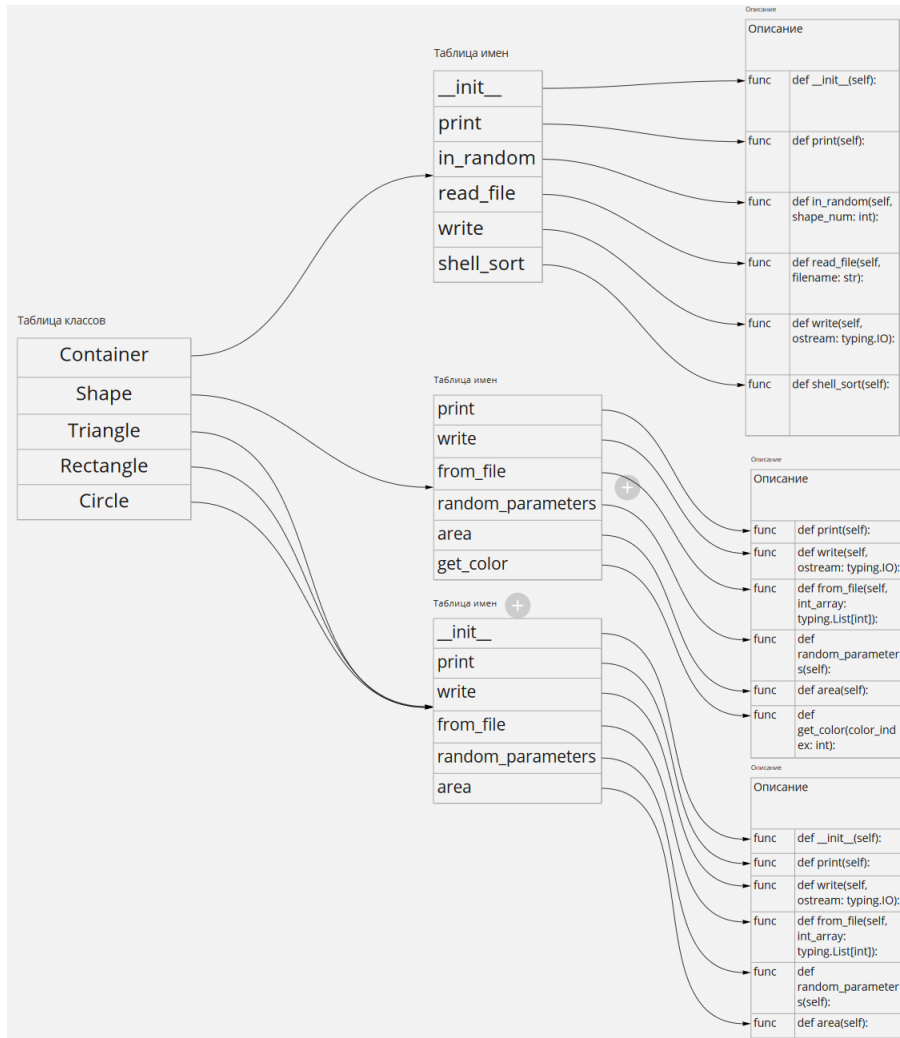 Таблица классов
Container
Shape
Triangle
Rectangle
Circle
Таблица имен
__init__
print
in_random
read_file
write
shell_sort
Описание
Описание
func def __init__(self):
func def print(self):
func def in_random(self,
shape_num: int):
func def read_file(self,
filename: str):
func def write(self,
ostream: typing.IO):
func def shell_sort(self):
Таблица имен
print
write
from_file
random_parameters
area
get_color
Описание
Описание
func def print(self):
func def write(self,
ostream: typing.IO):
func def from_file(self,
int_array:
typing.List[int]):
func def
random_parameter
s(self):
func def area(self):
func def
get_color(color_ind
ex: int):
Таблица имен
__init__
print
write
from_file
random_parameters
area
Описание
Описание
func def __init__(self):
func def print(self):
func def write(self,
ostream: typing.IO):
func def from_file(self,
int_array:
typing.List[int]):
func def
random_parameter
s(self):
func def area(self):